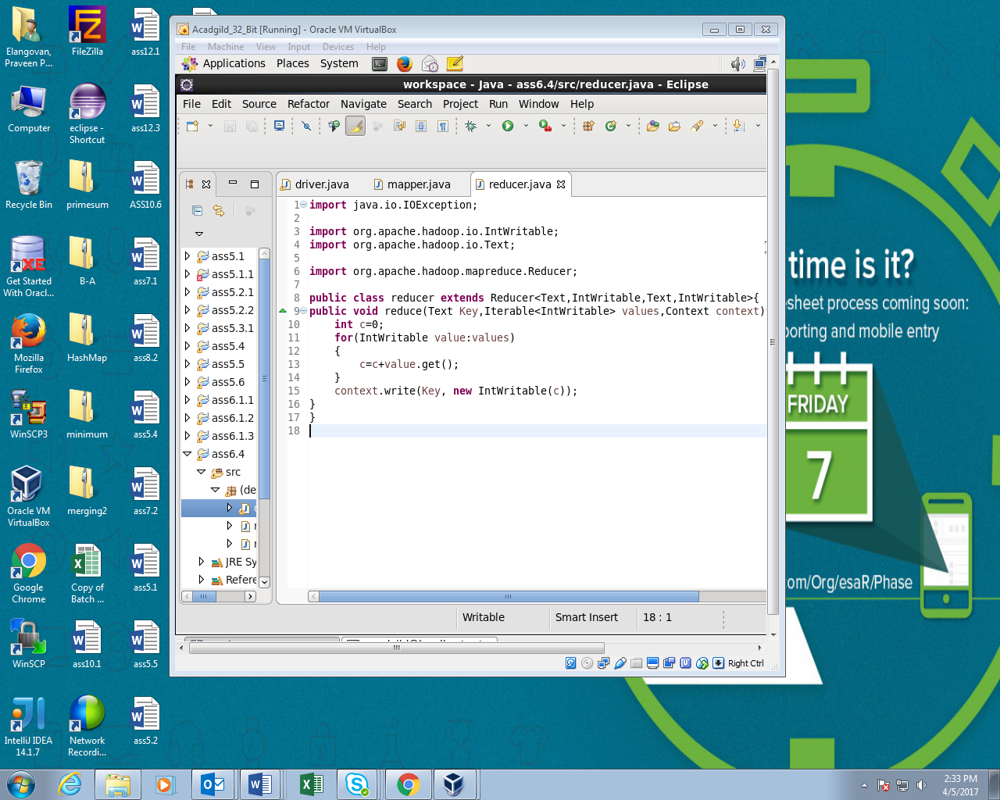 Elangovan, Praveen P...
FileZilla
ass12.1
Computer
eclipse - Shortcut
ass12.3
Recycle Bin
primesum
ASS10.6
Get Started With Oracl...
B-A
ass7.1
Mozilla Firefox
HashMap
ass8.2
WinSCP3
minimum
ass5.4
Oracle VM VirtualBox
merging2
ass7.2
Google Chrome
Copy of Batch ...
ass5.1
WinSCP
ass10.1
ass5.5
IntelliJ IDEA 14.1.7
Network Recordi...
ass5.2
Acadgild_32_Bit [Running] - Oracle VM VirtualBox
File Machine View Input Devices Help
Applications Places System
workspace - Java - ass6.4/src/reducer.java - Eclipse
File Edit Source Refactor Navigate Search Project Run Window Help
driver.java mapper.java reducer.java
ass5.1
ass5.1.1
ass5.2.1
ass5.2.2
ass5.3.1
ass5.4
ass5.5
ass5.6
ass6.1.1
ass6.1.2
ass6.1.3
ass6.4
src
(de
JRE Sy
Refere
1 import java.io.IOException;
2
3 import org.apache.hadoop.io.IntWritable;
4 import org.apache.hadoop.io.Text;
5
6 import org.apache.hadoop.mapreduce.Reducer;
7
8 public class reducer extends Reducer<Text,IntWritable,Text,IntWritable>{
9 public void reduce(Text Key,Iterable<IntWritable> values,Context context)
10 int c=0;
11 for(IntWritable value:values)
12 {
13 c=c+value.get();
14 }
15 context.write(Key, new IntWritable(c));
16 }
17 }
18
Writable Smart Insert 18 : 1
Right Ctrl
time is it?
esheet process coming soon:
orting and mobile entry
FRIDAY
7
com/Org/esaR/Phase
2:33 PM
4/5/2017